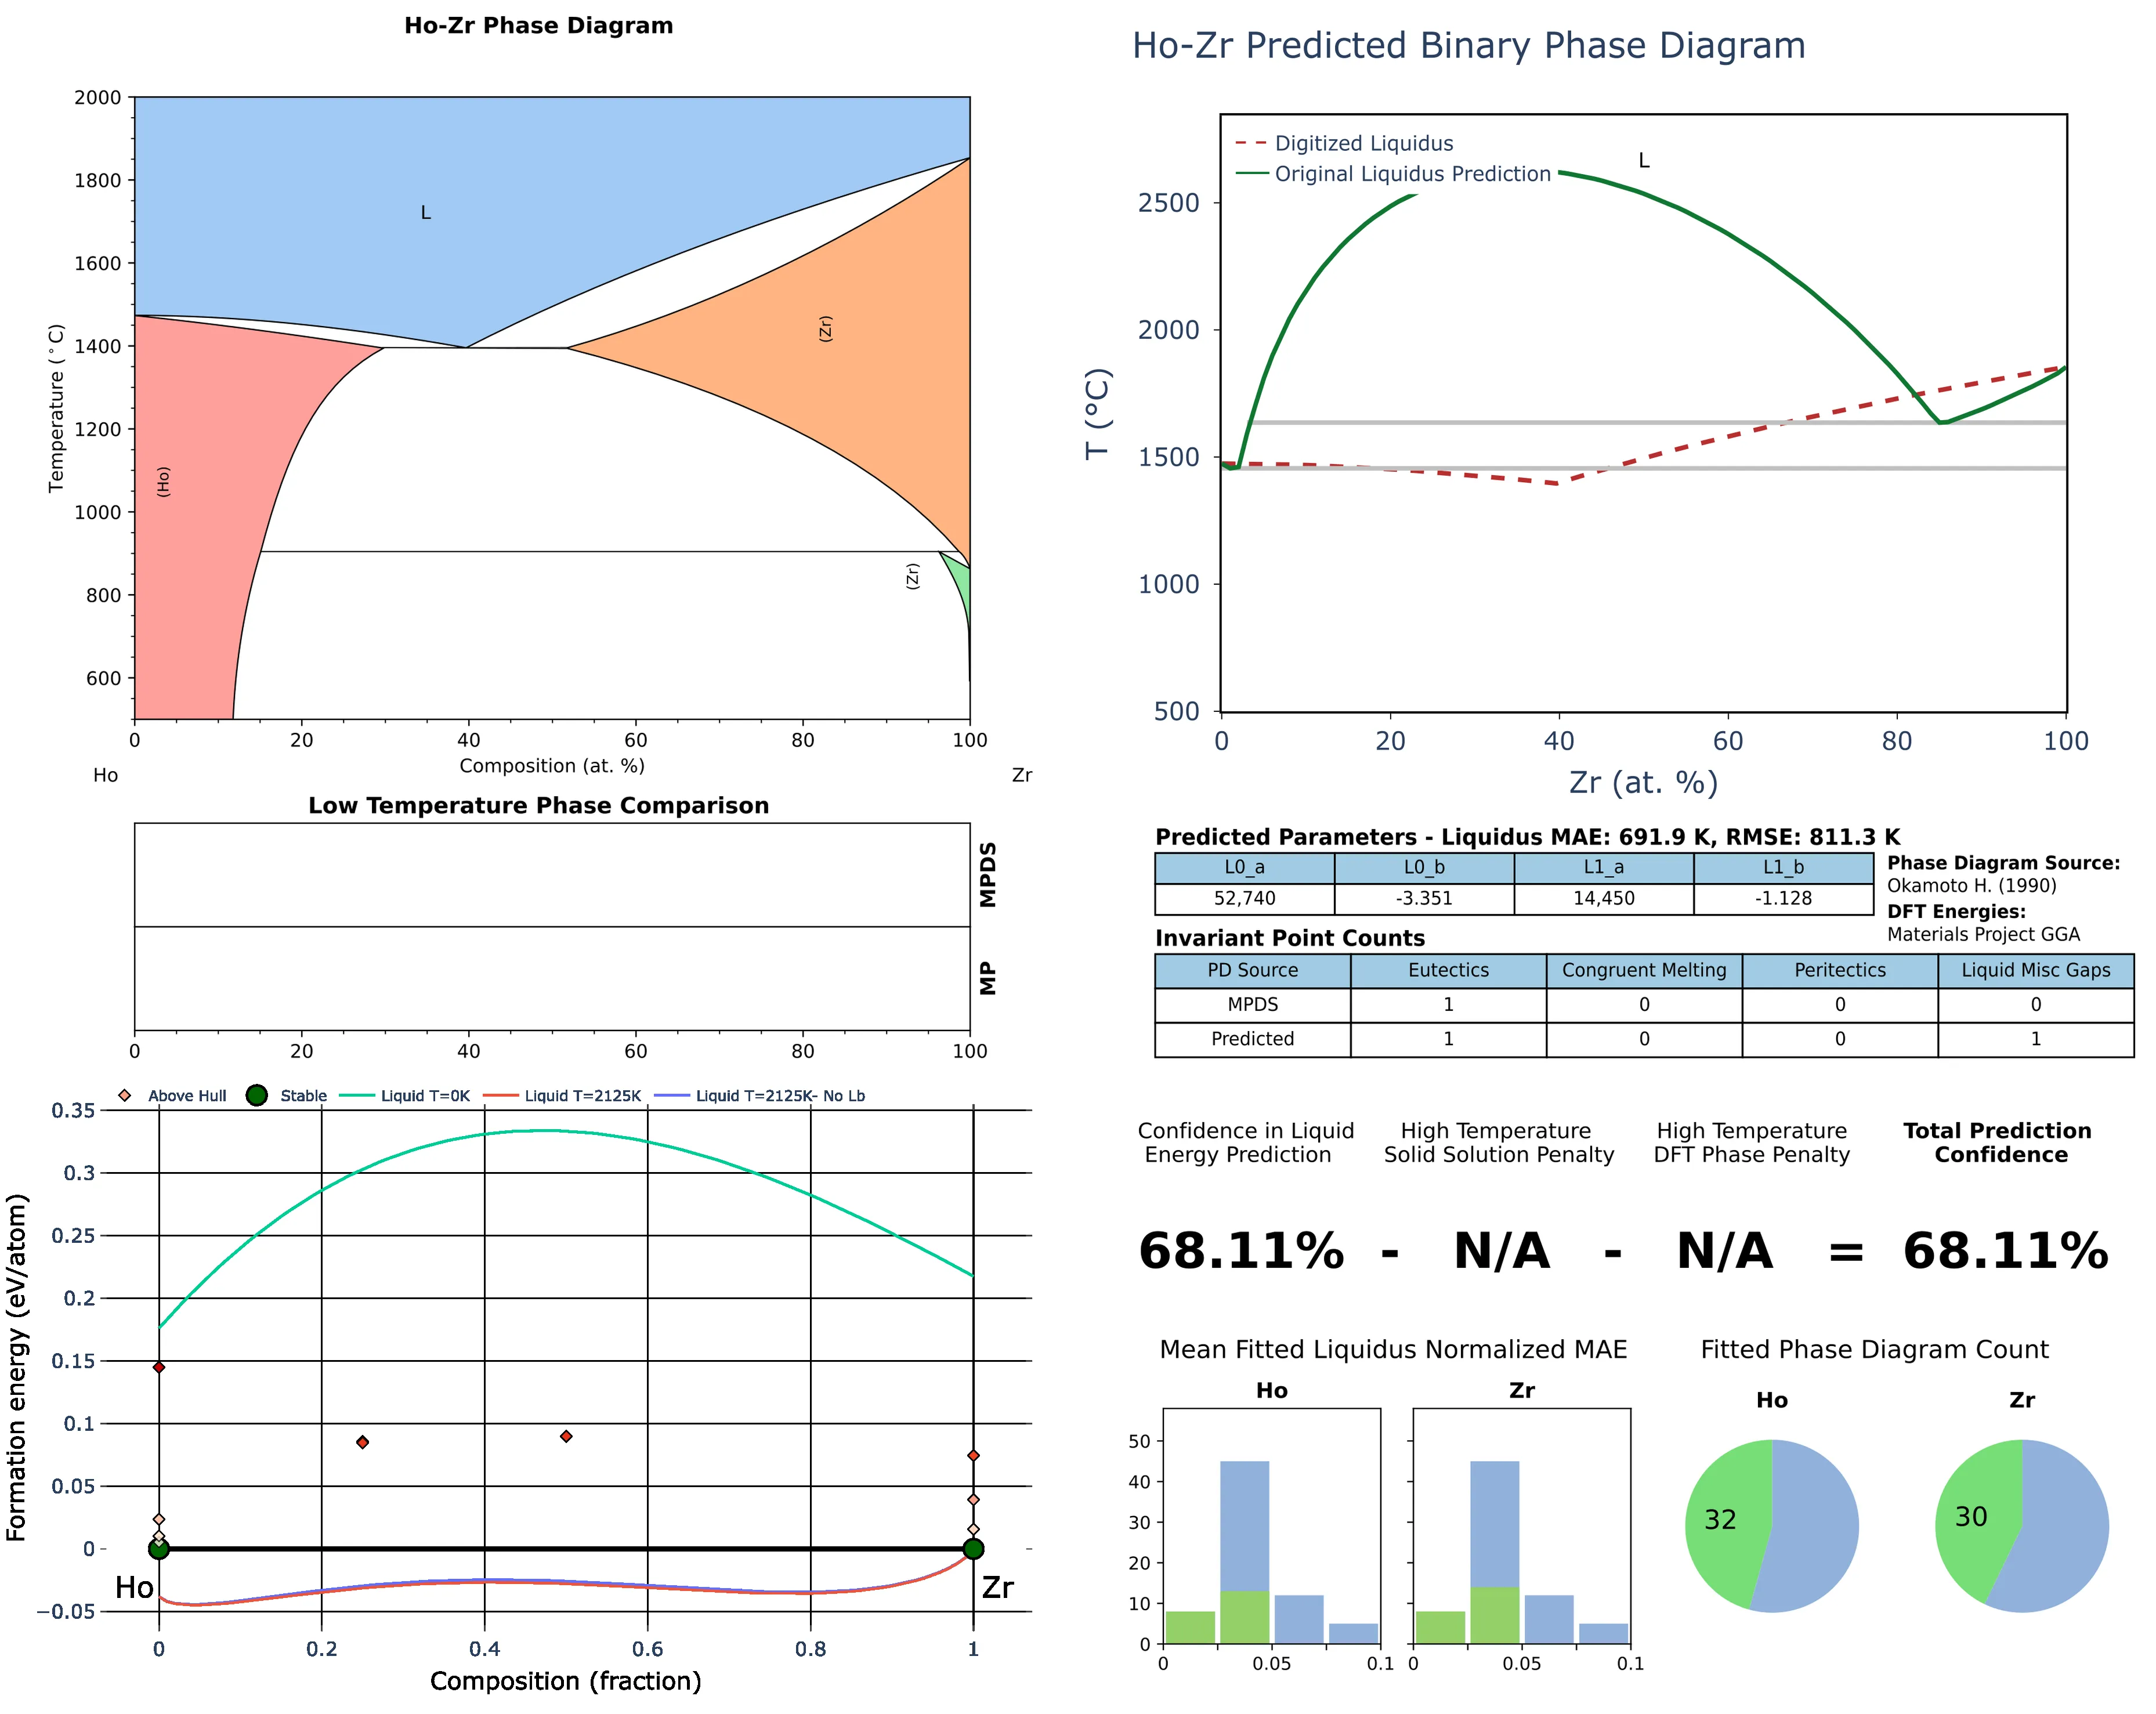 Ho-Zr Phase Diagram
2000
1800
1600
1400
1200
1000
800
600
Temperature (°C)
L
(Ho)
(Zr)
(Zr)
0 20 40 60 80 100
Composition (at. %)
Ho Zr
Low Temperature Phase Comparison
MPDS
MP
0 20 40 60 80 100
Above Hull Stable Liquid T=0K Liquid T=2125K Liquid T=2125K- No Lb
0.35
0.3
0.25
0.2
0.15
0.1
0.05
0
−0.05
Formation energy (eV/atom)
Ho Zr
0 0.2 0.4 0.6 0.8 1
Composition (fraction)
Ho-Zr Predicted Binary Phase Diagram
Digitized Liquidus
Original Liquidus Prediction
L
2500
2000
1500
1000
500
T (°C)
0 20 40 60 80 100
Zr (at. %)
Predicted Parameters - Liquidus MAE: 691.9 K, RMSE: 811.3 K
L0_a L0_b L1_a L1_b
52,740 -3.351 14,450 -1.128
Phase Diagram Source:
Okamoto H. (1990)
DFT Energies:
Materials Project GGA
Invariant Point Counts
PD Source Eutectics Congruent Melting Peritectics Liquid Misc Gaps
MPDS 1 0 0 0
Predicted 1 0 0 1
Confidence in Liquid
Energy Prediction
High Temperature
Solid Solution Penalty
High Temperature
DFT Phase Penalty
Total Prediction
Confidence
68.11% - N/A - N/A = 68.11%
Mean Fitted Liquidus Normalized MAE
Ho Zr
50
40
30
20
10
0
0 0.05 0.1
0 0.05 0.1
Fitted Phase Diagram Count
Ho Zr
32 30